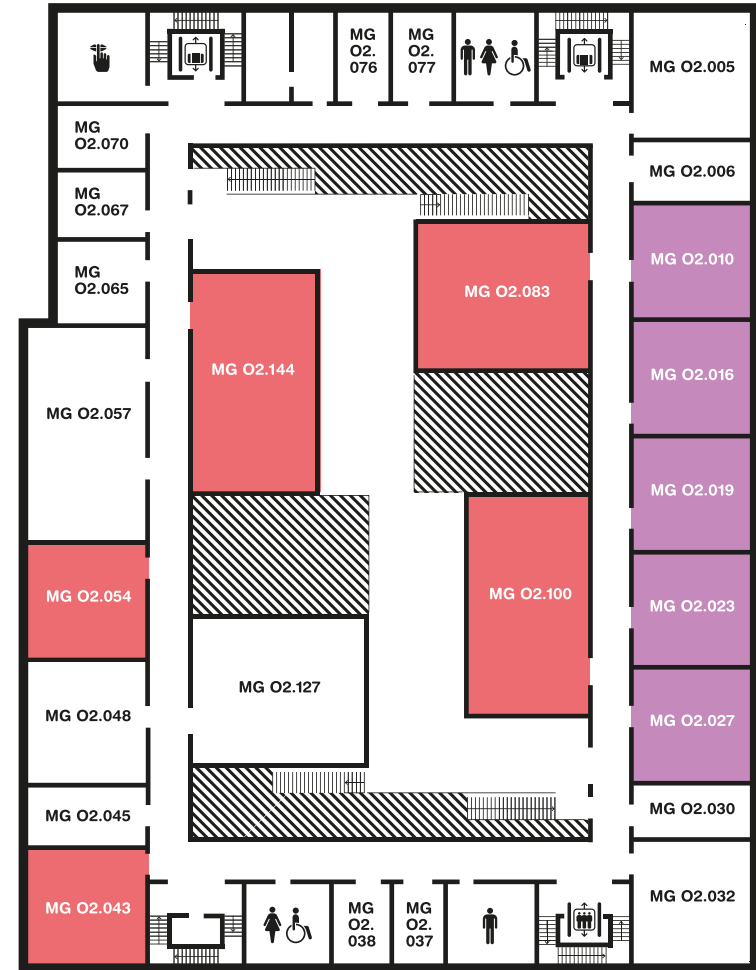 MG
O2.
076
MG
O2.
077
MG O2.005
MG
O2.070
MG O2.006
MG
O2.067
MG O2.010
MG
O2.065
MG O2.083
MG O2.144
MG O2.016
MG O2.057
MG O2.019
MG O2.054
MG O2.100
MG O2.023
MG O2.127
MG O2.048
MG O2.027
MG O2.045
MG O2.030
MG O2.043
MG
O2.
038
MG
O2.
037
MG O2.032